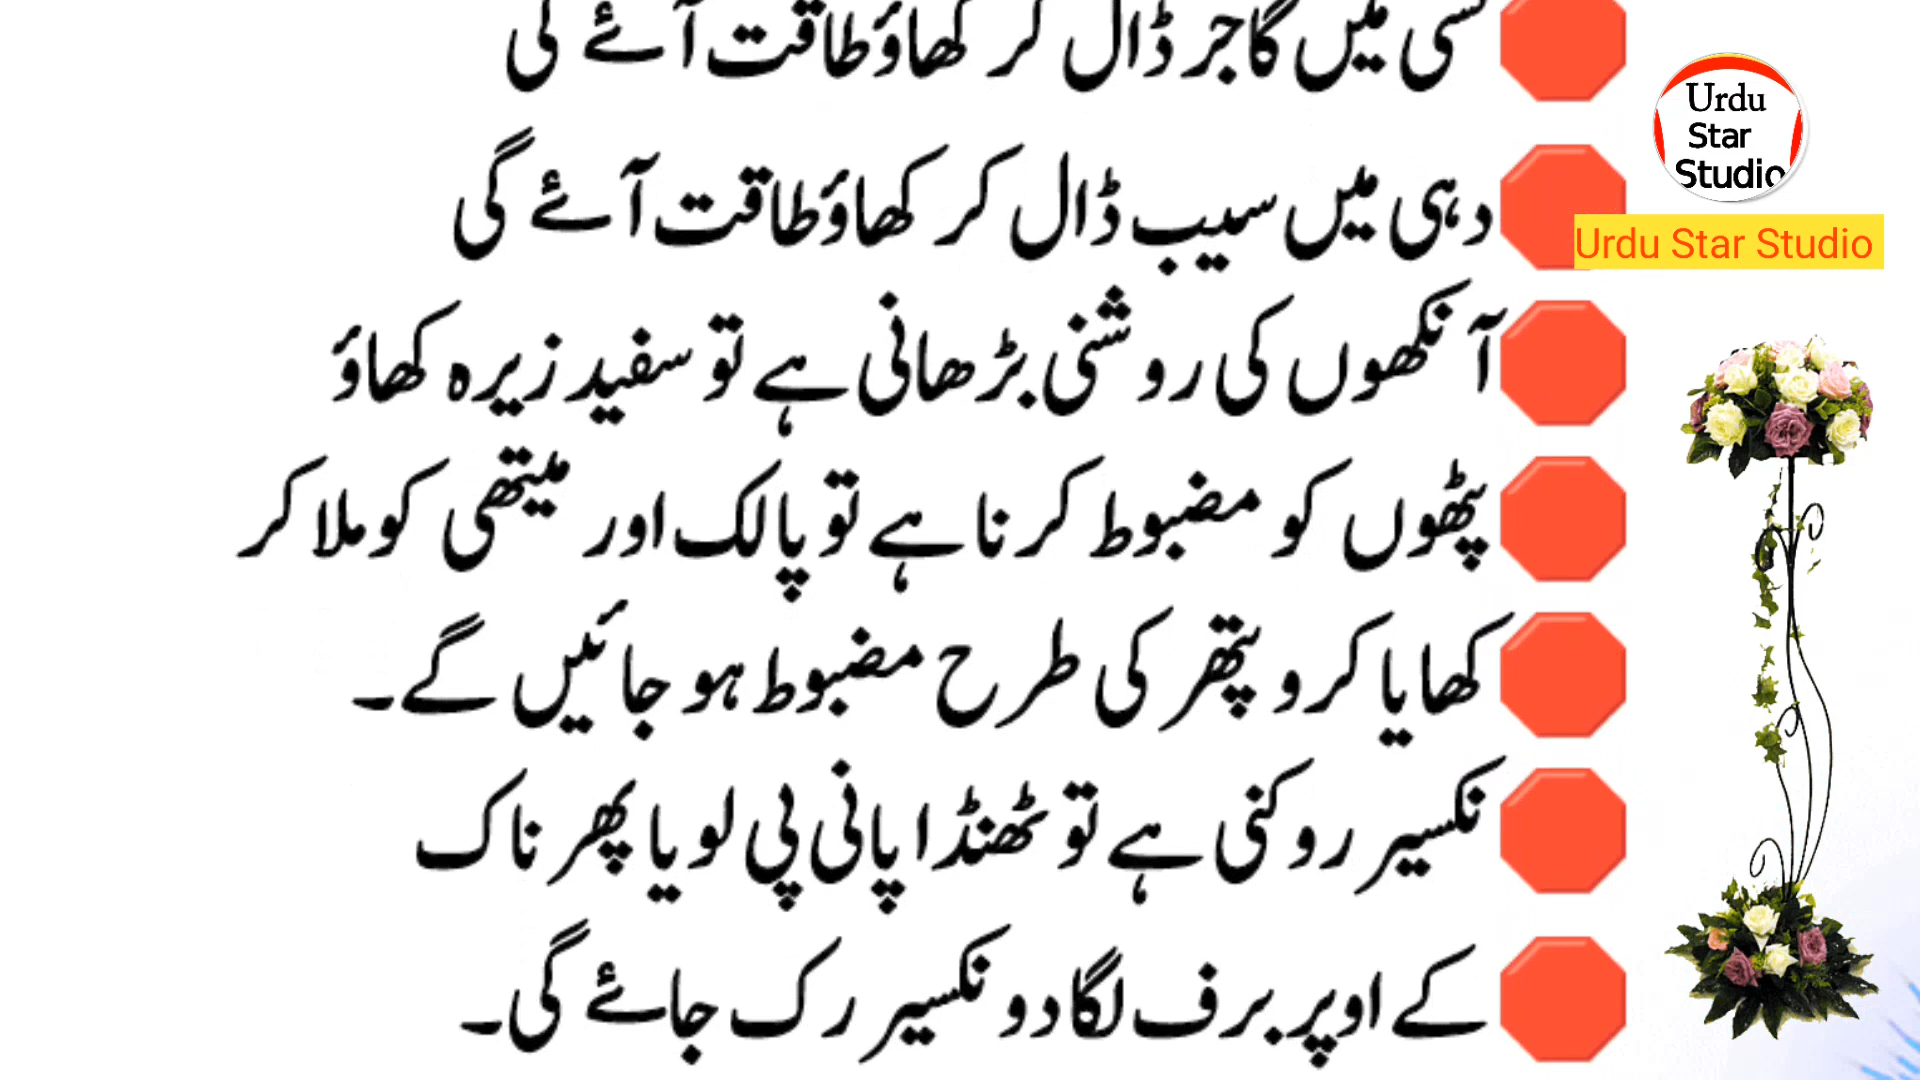 میں گاجر ڈال کر کھاؤ طاقت آئے گی
دہی میں سیب ڈال کر کھاؤ طاقت آئے گی
آنکھوں کی روشنی بڑھانی ہے تو سفید زیرہ کھاؤ
پٹھوں کو مضبوط کرنا ہے تو پالک اور میتھی کو ملا کر
کھایا کرو پتھر کی طرح مضبوط ہو جائیں گے۔
نکسیر روکنی ہے تو ٹھنڈا پانی پی لو یا پھر ناک
کے اوپر برف لگا دو نکسیر رک جائے گی۔
Urdu
Star
Studio
Urdu Star Studio